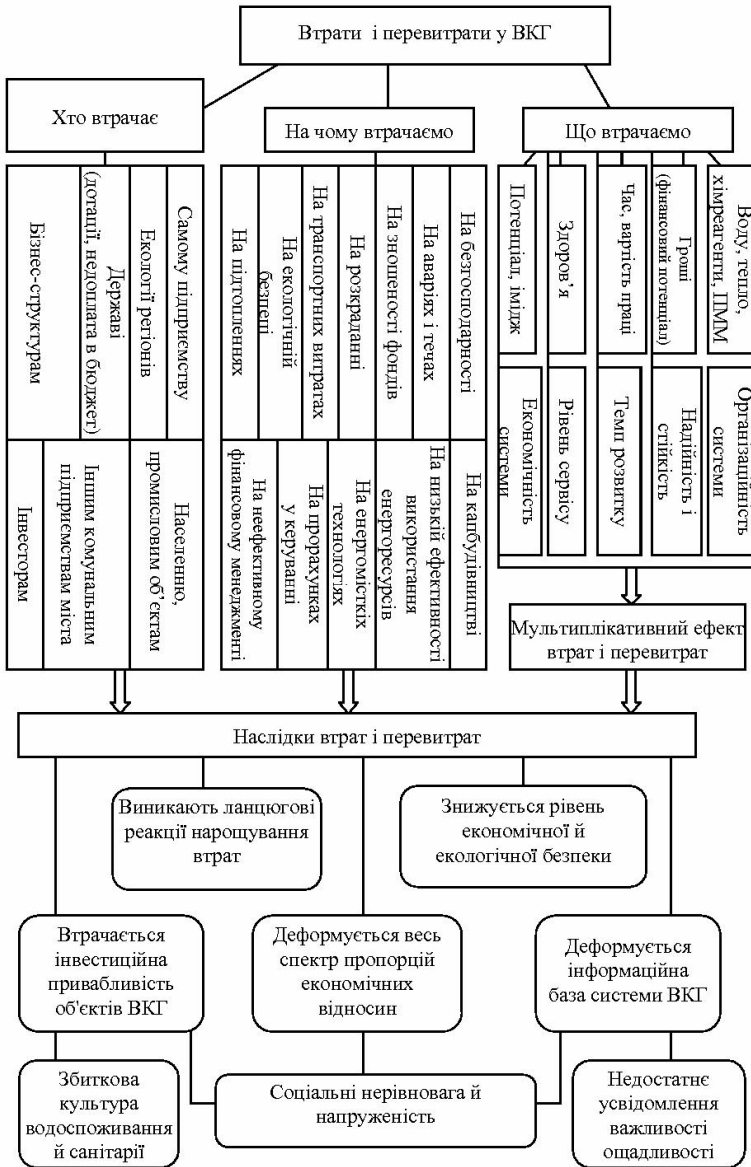 Втрати і перевитрати у ВКГ
Хто втрачає
На чому втрачаємо
Що втрачаємо
Бізнес-структурам
Державі
(дотації, недоплата в бюджет)
Екології регіонів
Самому підприємству
Інвесторам
Іншим комунальним
підприємствам міста
Населенню,
промисловим об’єктам
На підтопленнях
На екологічній
безпеці
На транспортних витратах
На розкраданні
На зношеності фондів
На аваріях і течах
На безгосподарності
На неефективному
фінансовому менеджменті
На прорахунках
у керуванні
На енергомістких
технологіях
На низькій ефективності
використання
енергоресурсів
На капбудівництві
Потенціал, імідж
Здоров’я
Час, вартість праці
Гроші
(фінансовий потенціал)
Воду, тепло,
хімреагенти, ПММ
Економічність
системи
Рівень сервісу
Темп розвитку
Надійність і
стійкість
Організаційність
системи
Мультиплікативний ефект
втрат і перевитрат
Наслідки втрат і перевитрат
Виникають ланцюгові
реакції нарощування
втрат
Знижується рівень
економічної й
екологічної безпеки
Втрачається
інвестиційна
привабливість
об'єктів ВКГ
Деформується весь
спектр пропорцій
економічних
відносин
Деформується
інформаційна
база системи ВКГ
Збиткова
культура
водоспоживання
й санітарії
Соціальні нерівновага й
напруженість
Недостатнє
усвідомлення
важливості
ощадливості